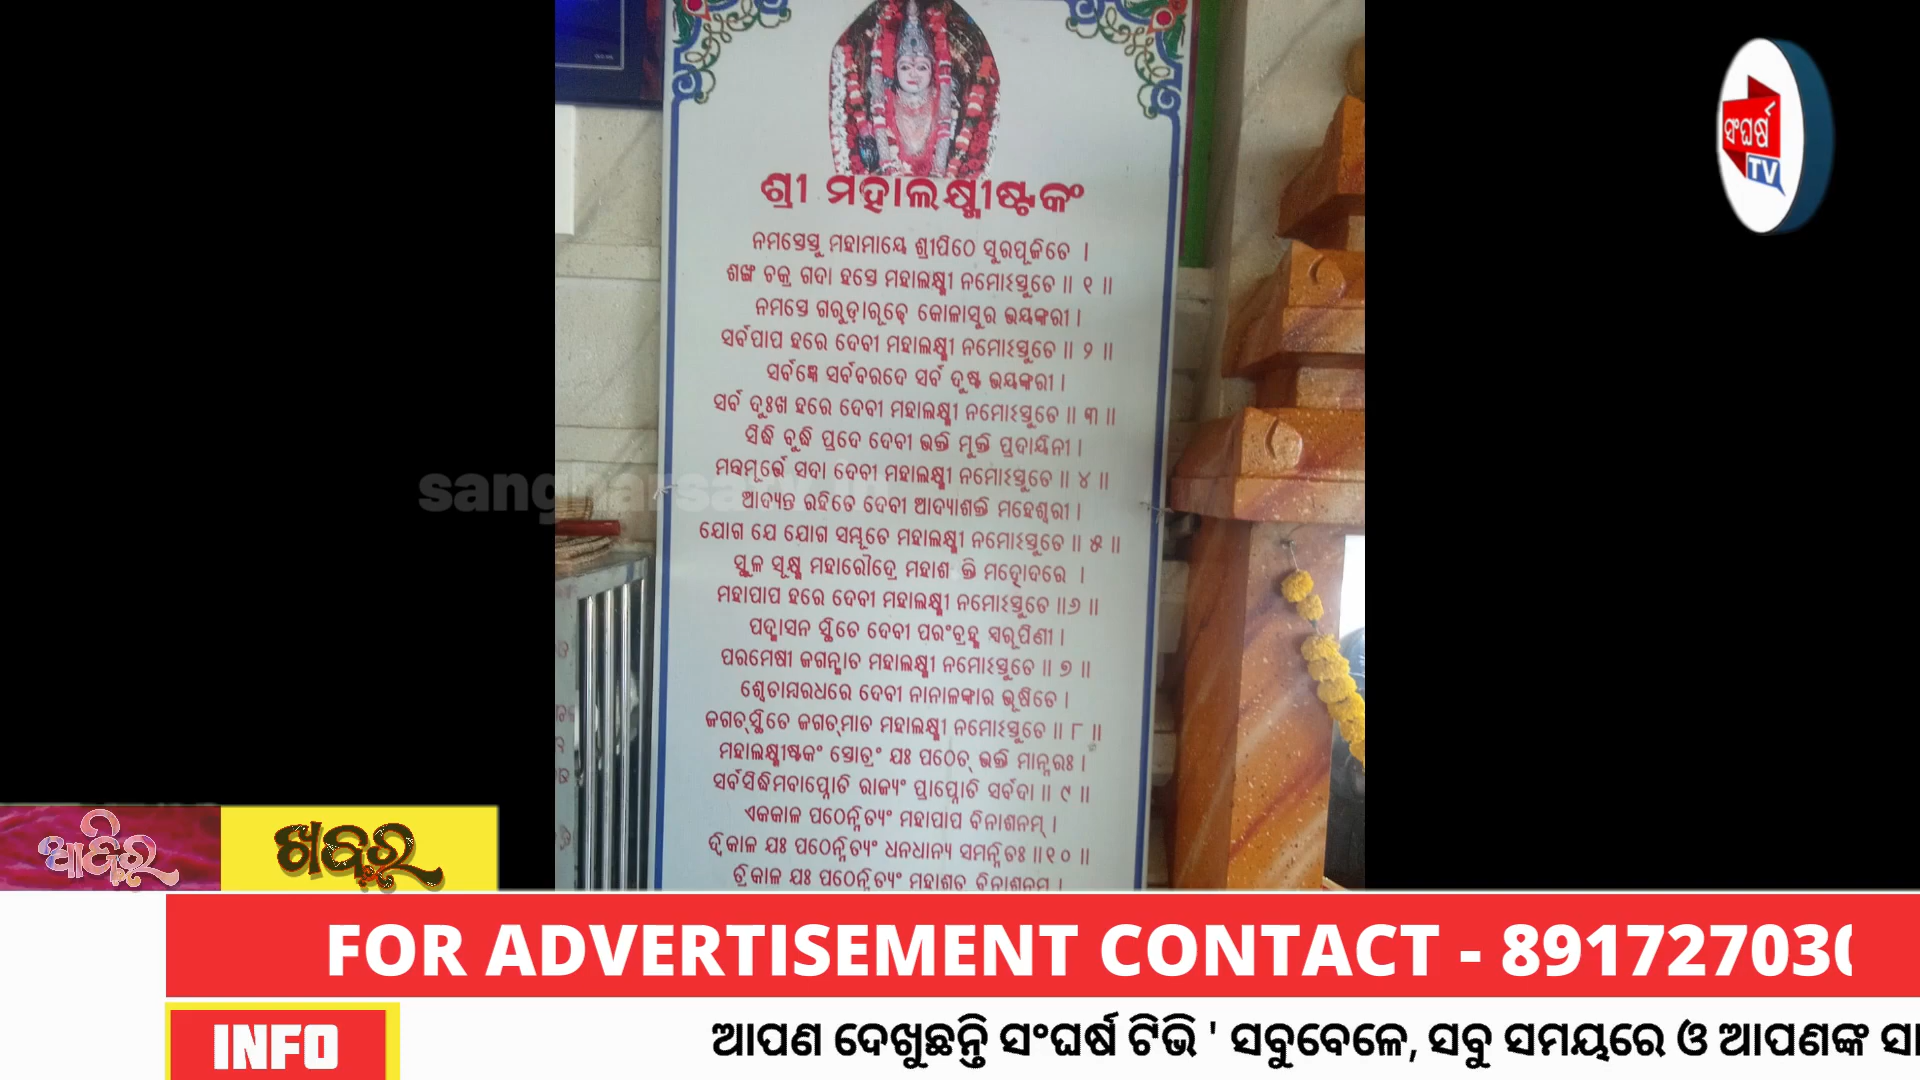 ସଂଘର୍ଷ
TV
ଶ୍ରୀ ମହାଲକ୍ଷ୍ମୀଷ୍ଟକଂ
ନମସ୍ତେସ୍ତୁ ମହାମାୟେ ଶ୍ରୀପିଠେ ସୁରପୂଜିତେ ।
ଶଙ୍ଖ ଚକ୍ର ଗଦା ହସ୍ତେ ମହାଲକ୍ଷ୍ମୀ ନମୋଽସ୍ତୁତେ ॥ ୧ ॥
ନମସ୍ତେ ଗରୁଡ଼ାରୂଢ଼େ କୋଳାସୁର ଭୟଙ୍କରୀ ।
ସର୍ବପାପ ହରେ ଦେବୀ ମହାଲକ୍ଷ୍ମୀ ନମୋଽସ୍ତୁତେ ॥ ୨ ॥
ସର୍ବଜ୍ଞେ ସର୍ବବରଦେ ସର୍ବ ଦୁଷ୍ଟ ଭୟଙ୍କରୀ ।
ସର୍ବ ଦୁଃଖ ହରେ ଦେବୀ ମହାଲକ୍ଷ୍ମୀ ନମୋଽସ୍ତୁତେ ॥ ୩ ॥
ସିଦ୍ଧି ବୁଦ୍ଧି ପ୍ରଦେ ଦେବୀ ଭକ୍ତି ମୁକ୍ତି ପ୍ରଦାୟିନୀ ।
ସଦା ଦେବୀ ମହାଲକ୍ଷ୍ମୀ ନମୋଽସ୍ତୁତେ ॥ ୪ ॥
ଆଦ୍ୟନ୍ତ ରହିତେ ଦେବୀ ଆଦ୍ୟାଶକ୍ତି ମହେଶ୍ୱରୀ ।
ଯୋଗ ଯେ ଯୋଗ ସମ୍ଭୂତେ ମହାଲକ୍ଷ୍ମୀ ନମୋଽସ୍ତୁତେ ॥ ୫ ॥
ସ୍ଥୁଳ ସୂକ୍ଷ୍ମ ମହାରୌଦ୍ରେ ମହାଶ କ୍ତି ମହୋଦରେ ।
ମହାପାପ ହରେ ଦେବୀ ମହାଲକ୍ଷ୍ମୀ ନମୋଽସ୍ତୁତେ ॥୬ ॥
ପଦ୍ମାସନ ସ୍ଥିତେ ଦେବୀ ପରଂବ୍ରହ୍ମ ସ୍ୱରୂପିଣୀ ।
ପରମେଷୀ ଜଗନ୍ମାତ ମହାଲକ୍ଷ୍ମୀ ନମୋଽସ୍ତୁତେ ॥ ୭ ॥
ଶ୍ୱେତାମ୍ବରଧରେ ଦେବୀ ନାନାଳଙ୍କାର ଭୂଷିତେ ।
ଜଗତ୍‌ସ୍ଥିତେ ଜଗତ୍‌ମାତ ମହାଲକ୍ଷ୍ମୀ ନମୋଽସ୍ତୁତେ ॥ ୮ ॥
ମହାଲକ୍ଷ୍ମୀଷ୍ଟକଂ ସ୍ତୋତ୍ରଂ ଯଃ ପଠେତ୍ ଭକ୍ତି ମାନ୍ନରଃ ।
ସର୍ବସିଦ୍ଧିମବାପ୍ନୋତି ରାଜ୍ୟଂ ପ୍ରାପ୍ନୋତି ସର୍ବଦା ॥ ୯ ॥
ଏକକାଳ ପଠେନ୍ନିତ୍ୟଂ ମହାପାପ ବିନାଶନମ୍ ।
ଦ୍ୱିକାଳ ଯଃ ପଠେନ୍ନିତ୍ୟଂ ଧନଧାନ୍ୟ ସମନ୍ନିତଃ ॥୧୦ ॥
ତ୍ରିକାଳ ଯଃ ପଠେନ୍ନିତ୍ୟଂ ମହାଶତ୍ରୁ ବିନାଶନମ୍ ।
ଆଜିର ଖବର
FOR ADVERTISEMENT CONTACT - 891727030
INFO
ଆପଣ ଦେଖୁଛନ୍ତି ସଂଘର୍ଷ ଟିଭି ' ସବୁବେଳେ, ସବୁ ସମୟରେ ଓ ଆପଣଙ୍କ ସା